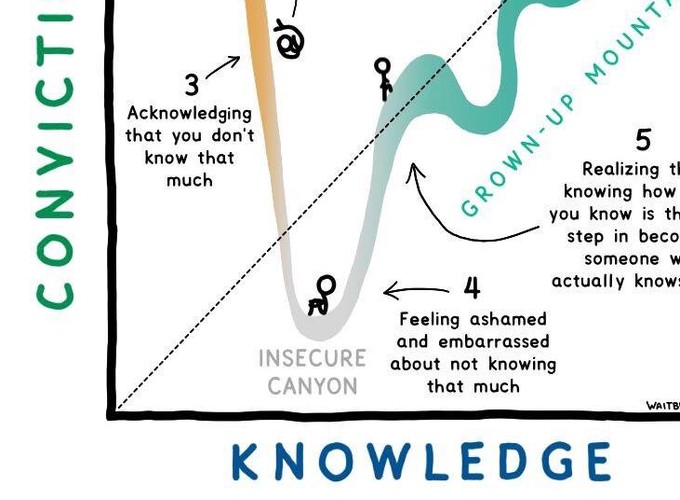 CONVICTI
3
Acknowledging
that you don't
know that
much
GROWN-UP MOUNTA
5
Realizing th
knowing how
you know is th
step in beco
someone w
actually knows
4
Feeling ashamed
and embarrassed
about not knowing
that much
INSECURE
CANYON
WAITB
KNOWLEDGE